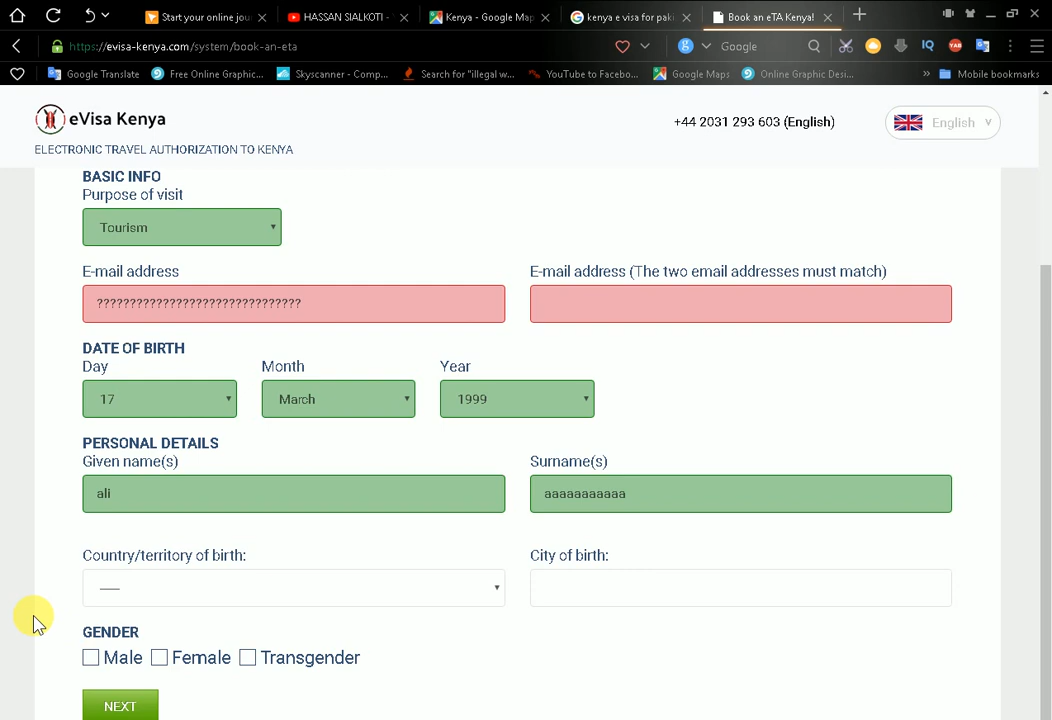 Start your online jou
HASSAN SIALKOTI -
Kenya - Google Map
kenya e visa for paki
Book an eTA Kenya!
https://evisa-kenya.com/system/book-an-eta
Google
IQ
Google Translate
Free Online Graphic...
Skyscanner - Comp...
Search for "illegal w...
YouTube to Faceboo...
Google Maps
Online Graphic Desi...
»
Mobile bookmarks
eVisa Kenya
ELECTRONIC TRAVEL AUTHORIZATION TO KENYA
+44 2031 293 603 (English)
English
BASIC INFO
Purpose of visit
Tourism
E-mail address
E-mail address (The two email addresses must match)
???????????????????????????????
DATE OF BIRTH
Day
Month
Year
17
March
1999
PERSONAL DETAILS
Given name(s)
Surname(s)
ali
aaaaaaaaaaa
Country/territory of birth:
City of birth:
-----
GENDER
Male
Female
Transgender
NEXT